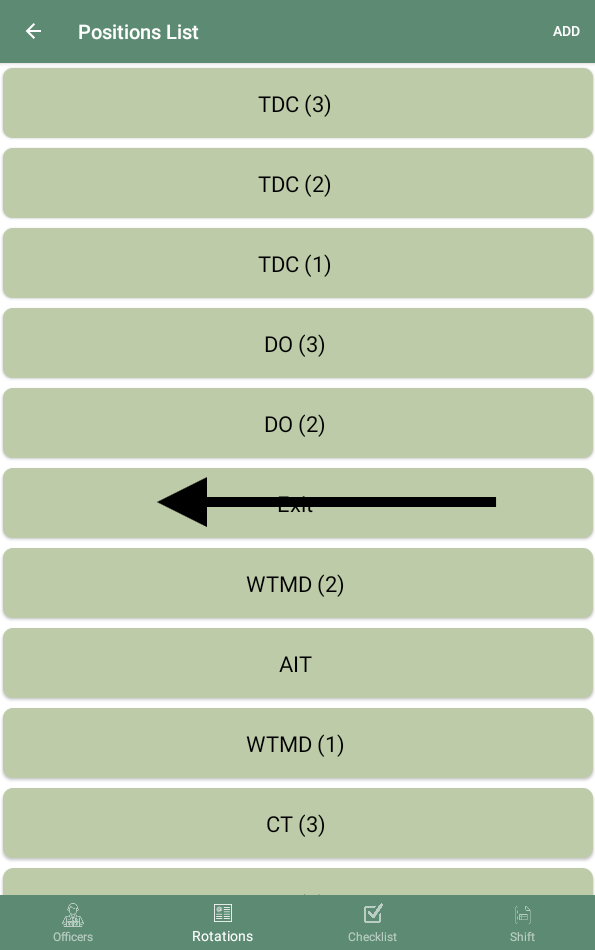 Positions List
ADD
TDC (3)
TDC (2)
TDC (1)
DO (3)
DO (2)
Exit
WTMD (2)
AIT
WTMD (1)
CT (3)
Officers
Rotations
Checklist
Shift